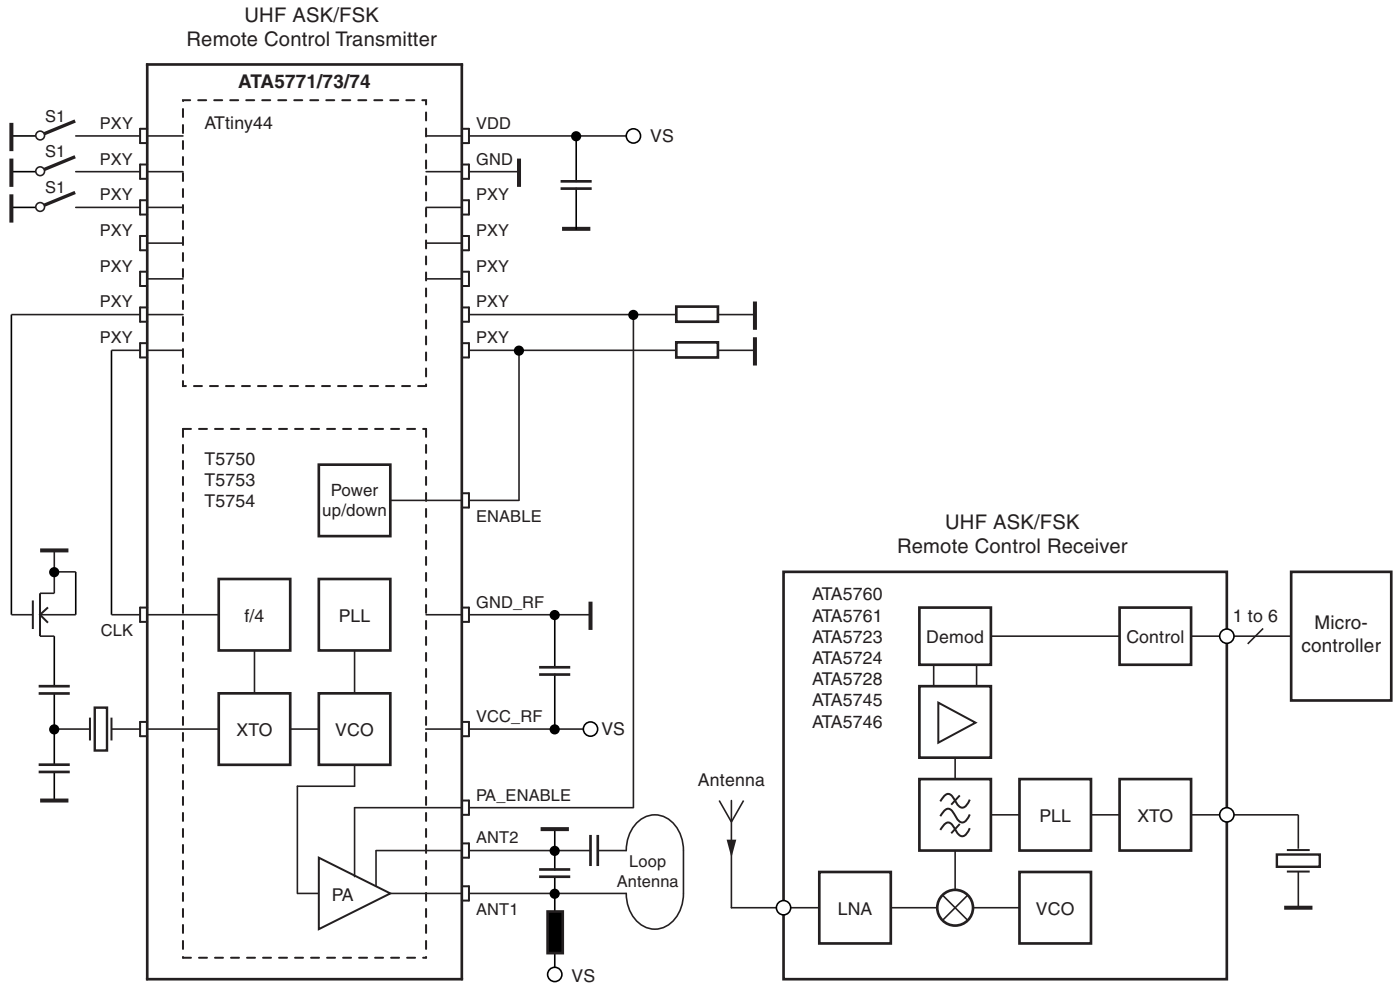 UHF ASK/FSK
Remote Control Transmitter
ATA5771/73/74
ATtiny44
S1
PXY
S1
PXY
S1
PXY
PXY
PXY
PXY
PXY
VDD
VS
GND
PXY
PXY
PXY
PXY
PXY
T5750
T5753
T5754
Power
up/down
ENABLE
f/4
PLL
CLK
GND_RF
XTO
VCO
VCC_RF
VS
PA_ENABLE
ANT2
PA
ANT1
Loop
Antenna
VS
UHF ASK/FSK
Remote Control Receiver
ATA5760
ATA5761
ATA5723
ATA5724
ATA5728
ATA5745
ATA5746
Demod
Control
1 to 6
Micro-
controller
Antenna
PLL
XTO
LNA
VCO